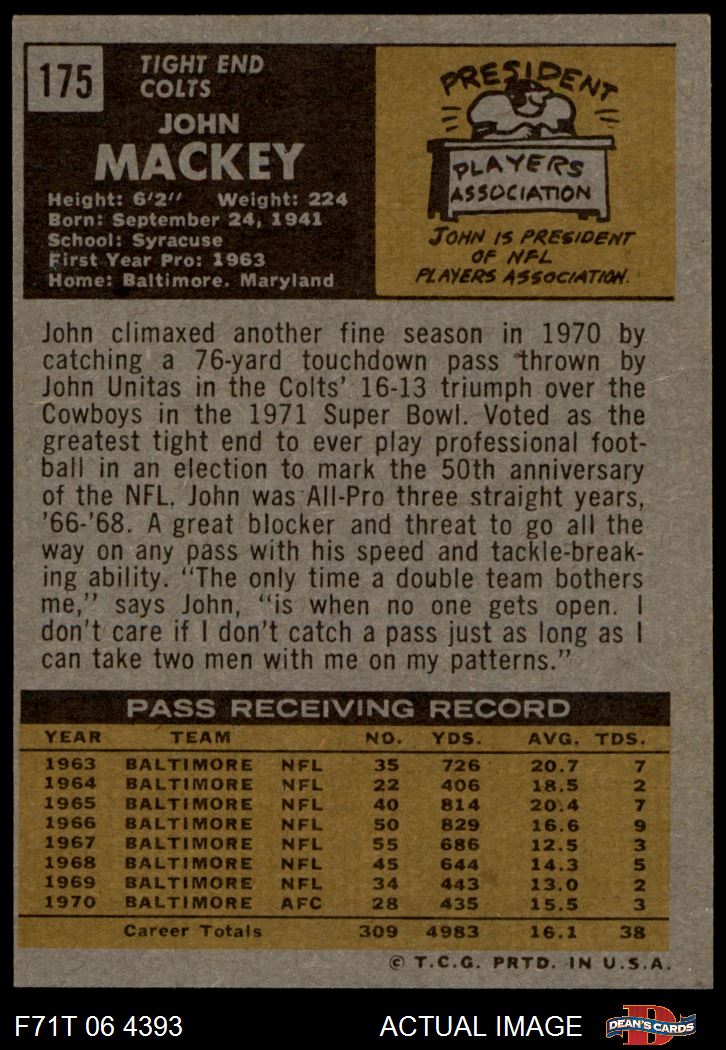 175
TIGHT END
COLTS
JOHN
MACKEY
Height: 6'2" Weight: 224
Born: September 24, 1941
School: Syracuse
First Year Pro: 1963
Home: Baltimore, Maryland
PRESIDENT
PLAYERS
ASSOCIATION
JOHN IS PRESIDENT
OF NFL
PLAYERS ASSOCIATION.
John climaxed another fine season in 1970 by
catching a 76-yard touchdown pass thrown by
John Unitas in the Colts' 16-13 triumph over the
Cowboys in the 1971 Super Bowl. Voted as the
greatest tight end to ever play professional foot-
ball in an election to mark the 50th anniversary
of the NFL. John was All-Pro three straight years,
'66-'68. A great blocker and threat to go all the
way on any pass with his speed and tackle-break-
ing ability. "The only time a double team bothers
me," says John, "is when no one gets open. I
don't care if I don't catch a pass just as long as I
can take two men with me on my patterns."
PASS RECEIVING RECORD
YEAR TEAM NO. YDS. AVG. TDS.
1963 BALTIMORE NFL 35 726 20.7 7
1964 BALTIMORE NFL 22 406 18.5 2
1965 BALTIMORE NFL 40 814 20.4 7
1966 BALTIMORE NFL 50 829 16.6 9
1967 BALTIMORE NFL 55 686 12.5 3
1968 BALTIMORE NFL 45 644 14.3 5
1969 BALTIMORE NFL 34 443 13.0 2
1970 BALTIMORE AFC 28 435 15.5 3
Career Totals 309 4983 16.1 38
© T.C.G. PRTD. IN U.S.A.
F71T 06 4393 ACTUAL IMAGE
D
DEAN'S CARDS